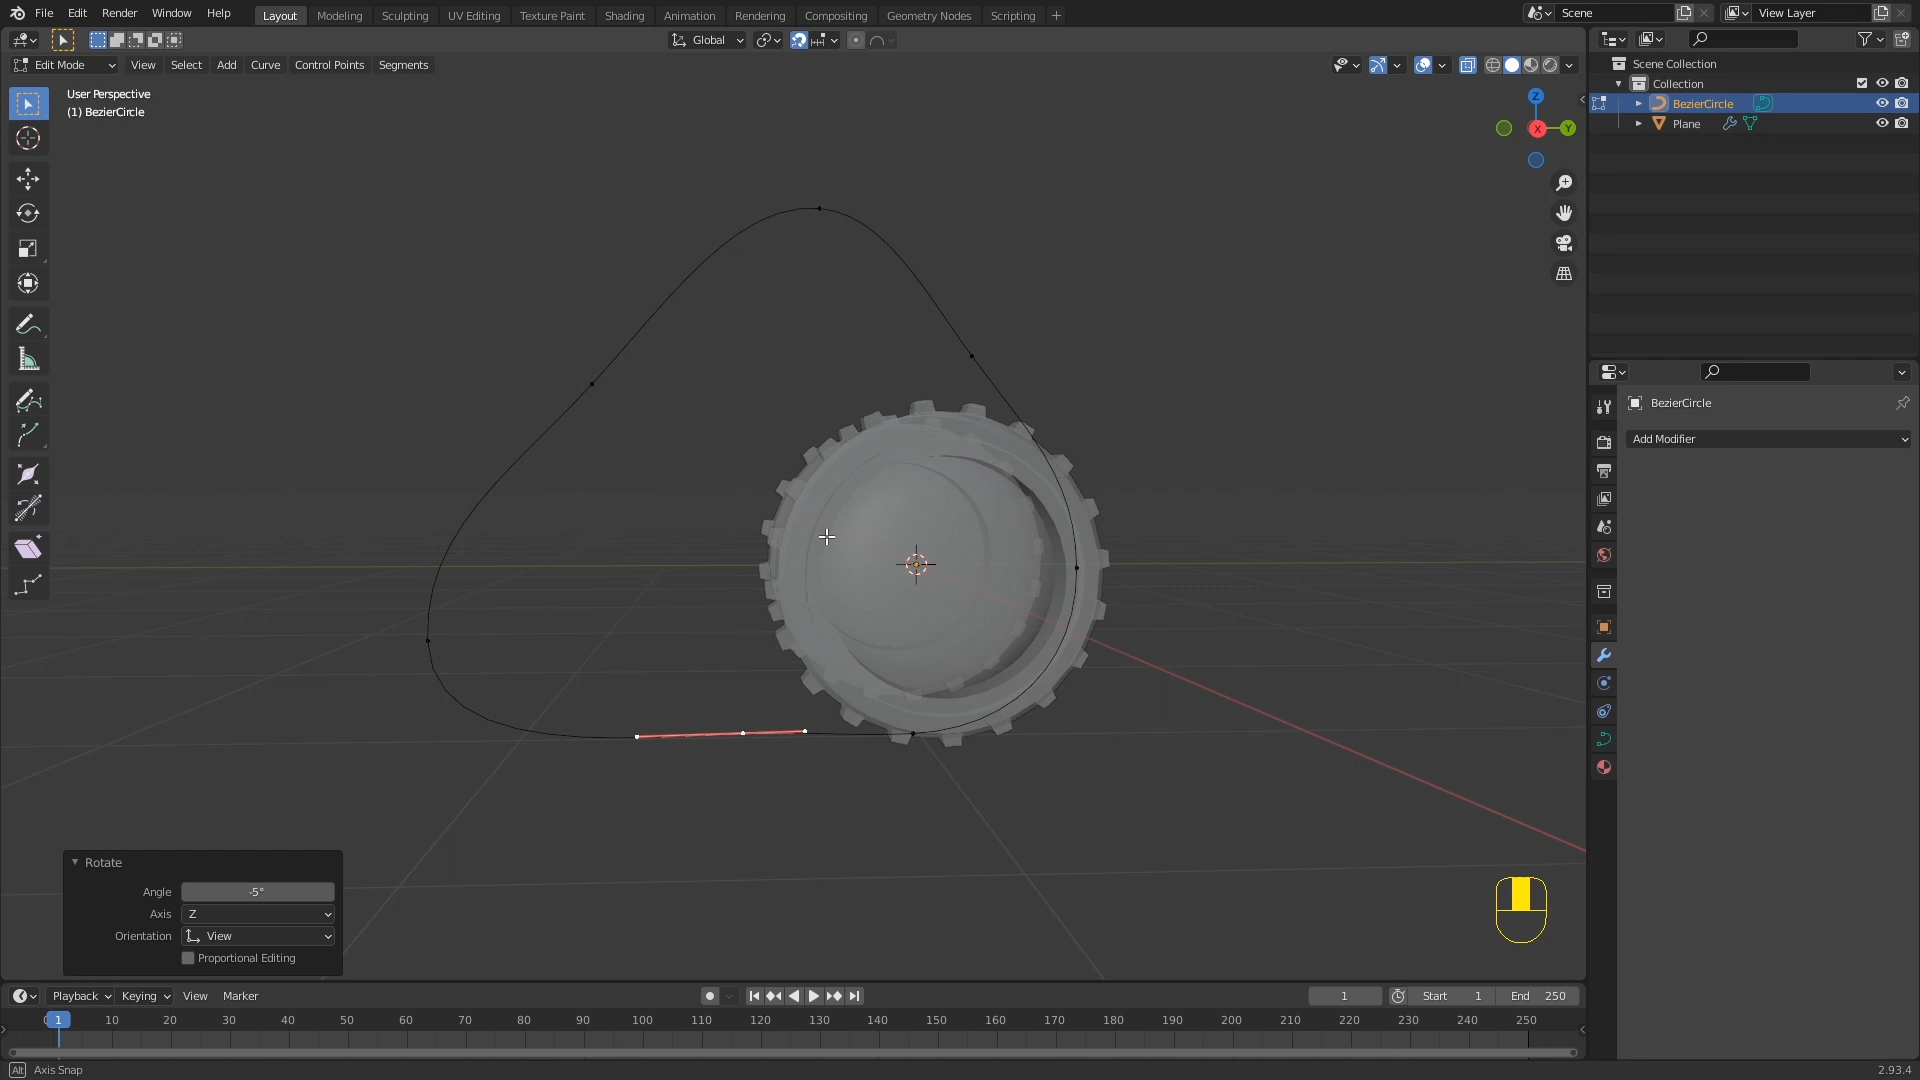 File Edit Render Window Help
Layout Modeling Sculpting UV Editing Texture Paint Shading Animation Rendering Compositing Geometry Nodes Scripting +
Scene
View Layer
Global
Edit Mode View Select Add Curve Control Points Segments
User Perspective
(1) BezierCircle
Z
X
Y
Scene Collection
Collection
BezierCircle
Plane
BezierCircle
Add Modifier
Rotate
Angle -5°
Axis Z
Orientation View
Proportional Editing
Playback Keying View Marker
1
Start 1
End 250
1 10 20 30 40 50 60 70 80 90 100 110 120 130 140 150 160 170 180 190 200 210 220 230 240 250
Alt Axis Snap
2.93.4